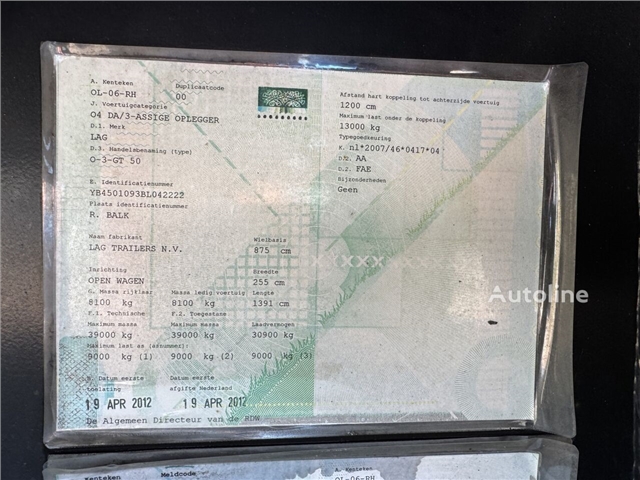 A. Kenteken Duplicaatcode
OL-06-RH 00
J. Voertuigcategorie
O4 DA/3-ASSIGE OPLEGGER
D.1. Merk
LAG
D.3. Handelsbenaming (type)
O-3-GT 50
E. Identificatienummer
YB4501093BL042222
Plaats identificatienummer
R. BALK
Naam fabrikant Wielbasis
LAG TRAILERS N.V. 875 cm
Inrichting Breedte
OPEN WAGEN 255 cm
G. Massa rijklaar Massa ledig voertuig Lengte
8100 kg 8100 kg 1391 cm
F.1. Technische F.2. Toegestane
Maximum massa Maximum massa Laadvermogen
39000 kg 39000 kg 30900 kg
Maximum last as (asnummer)
9000 kg (1) 9000 kg (2) 9000 kg (3)
B. Datum eerste Datum eerste
toelating afgifte Nederland
19 APR 2012 19 APR 2012
De Algemeen Directeur van de RDW
Afstand hart koppeling tot achterzijde voertuig
1200 cm
Maximum last onder de koppeling
13000 kg
Typegoedkeuring
K. nl*2007/46*0417*04
D.2. AA
D.2. FAE
Bijzonderheden
Geen
XXXXX
Autoline
Kenteken Meldcode A. Kenteken
OL-06-RH